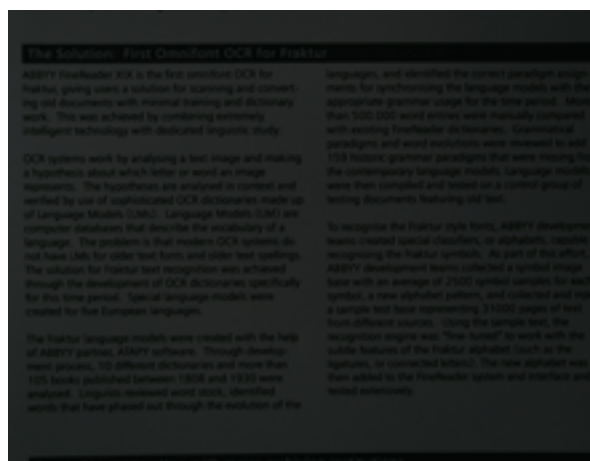 The Solution: First Omnifont OCR for Fraktur
ABBYY FineReader XIX is the first omnifont OCR for
Fraktur, giving users a solution for scanning and convert-
ing old documents with minimal training and dictionary
work. This was achieved by combining extremely
intelligent technology with dedicated linguistic study.
OCR systems work by analysing a text image and making
a hypothesis about which letter or word an image
represents. The hypotheses are analysed in context and
verified by use of sophisticated OCR dictionaries made up
of Language Models (LMs). Language Models (LM) are
computer databases that describe the vocabulary of a
language. The problem is that modern OCR systems do
not have LMs for older text fonts and older text spellings.
The solution for Fraktur text recognition was achieved
through the development of OCR dictionaries specifically
for this time period. Special language models were
created for five European languages.
The Fraktur language models were created with the help
of ABBYY partner, ATAPY software. Through develop-
ment process, 10 different dictionaries and more than
105 books published between 1808 and 1930 were
analysed. Linguists reviewed word stock, identified
words that have phased out through the evolution of the
languages, and identified the correct paradigm assign-
ments for synchronising the language models with the
appropriate grammar usage for the time period. More
than 500.000 word entries were manually compared
with existing FineReader dictionaries. Grammatical
paradigms and word evolutions were reviewed to add
159 historic grammar paradigms that were missing
the contemporary language models. Language models
were then compiled and tested on a control group of
testing documents featuring old text.
To recognise the Fraktur style fonts, ABBYY development
teams created special classifiers, or alphabets, capable
recognising the Fraktur symbols. As part of this effort,
ABBYY development teams collected a symbol image
base with an average of 2500 symbol samples for each
symbol, a new alphabet pattern, and collected and
a sample text base representing 31000 pages of text
from different sources. Using the sample text, the
recognition engine was "fine-tuned" to work with the
subtle features of the Fraktur alphabet (such as the
ligatures, or connected letters). The new alphabet was
then added to the FineReader system and interface and
tested extensively.